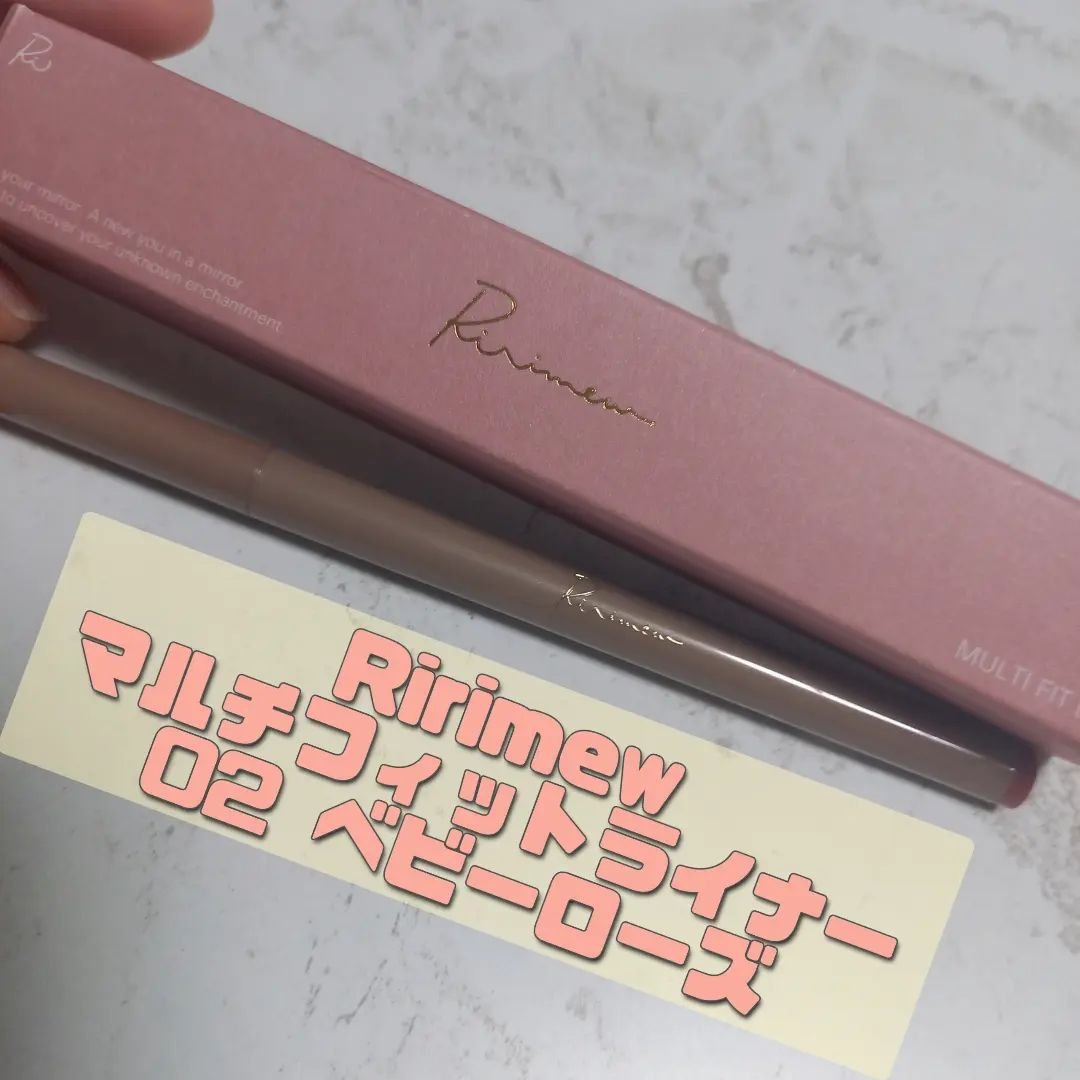 Ri
your mirror. A new you in a mirror
to uncover your unknown enchantment
Ririmew
Ririmew
MULTI FIT
Ririmew
マルチフィットライナー
02 ベビーローズ